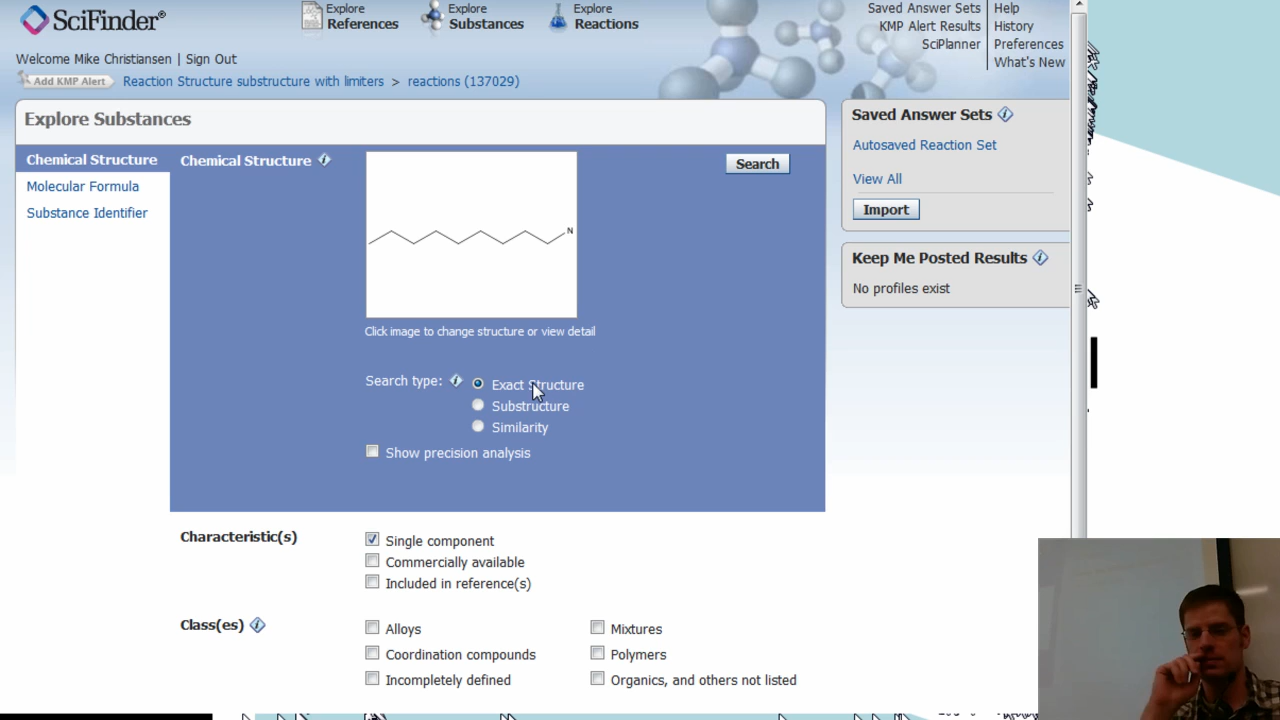 SciFinder®
Explore References
Explore Substances
Explore Reactions
Saved Answer Sets
KMP Alert Results
SciPlanner
Help
History
Preferences
What's New
Welcome Mike Christiansen | Sign Out
Add KMP Alert
Reaction Structure substructure with limiters > reactions (137029)
Explore Substances
Chemical Structure
Molecular Formula
Substance Identifier
Chemical Structure
N
Search
Click image to change structure or view detail
Search type:
Exact Structure
Substructure
Similarity
Show precision analysis
Characteristic(s)
Single component
Commercially available
Included in reference(s)
Class(es)
Alloys
Mixtures
Coordination compounds
Polymers
Incompletely defined
Organics, and others not listed
Saved Answer Sets
Autosaved Reaction Set
View All
Import
Keep Me Posted Results
No profiles exist